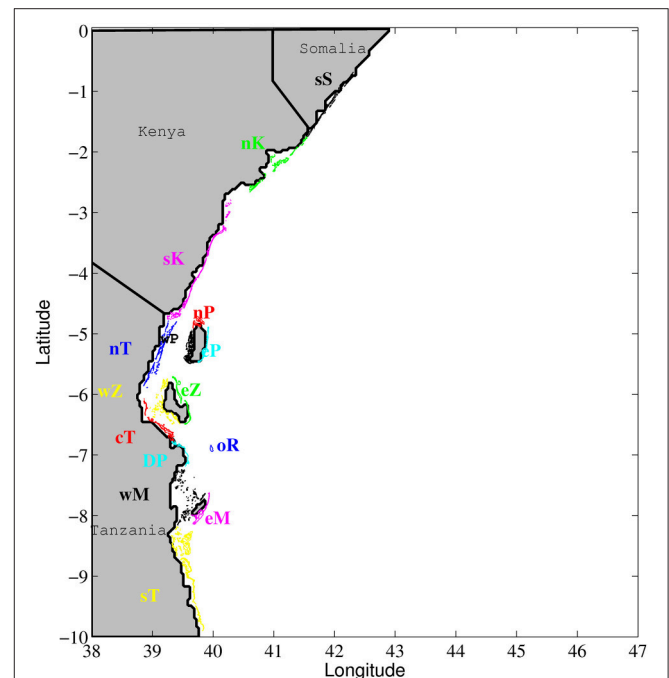 0
Somalia
sS
−1
Kenya
nK
−2
−3
sK
−4
nP
wP
eP
nT
−5
Latitude
wZ
eZ
−6
cT
oR
DP
−7
wM
eM
−8
Tanzania
−9
sT
−10
38 39 40 41 42 43 44 45 46 47
Longitude